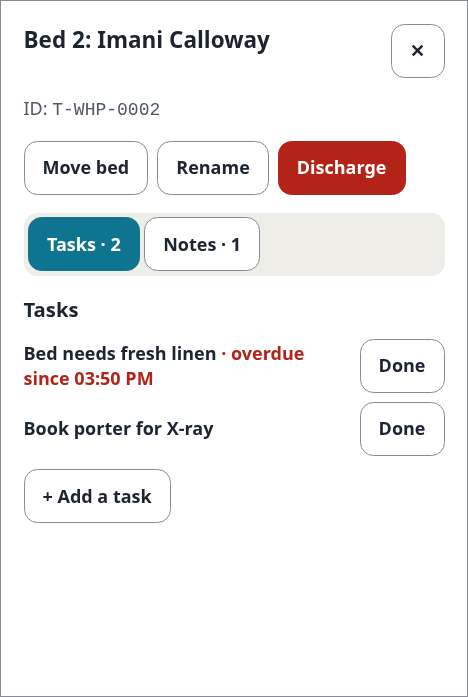 Bed 2: Imani Calloway
×
ID: T-WHP-0002
Move bed Rename Discharge
Tasks · 2 Notes · 1
Tasks
Bed needs fresh linen · overdue
since 03:50 PM
Done
Book porter for X-ray
Done
+ Add a task